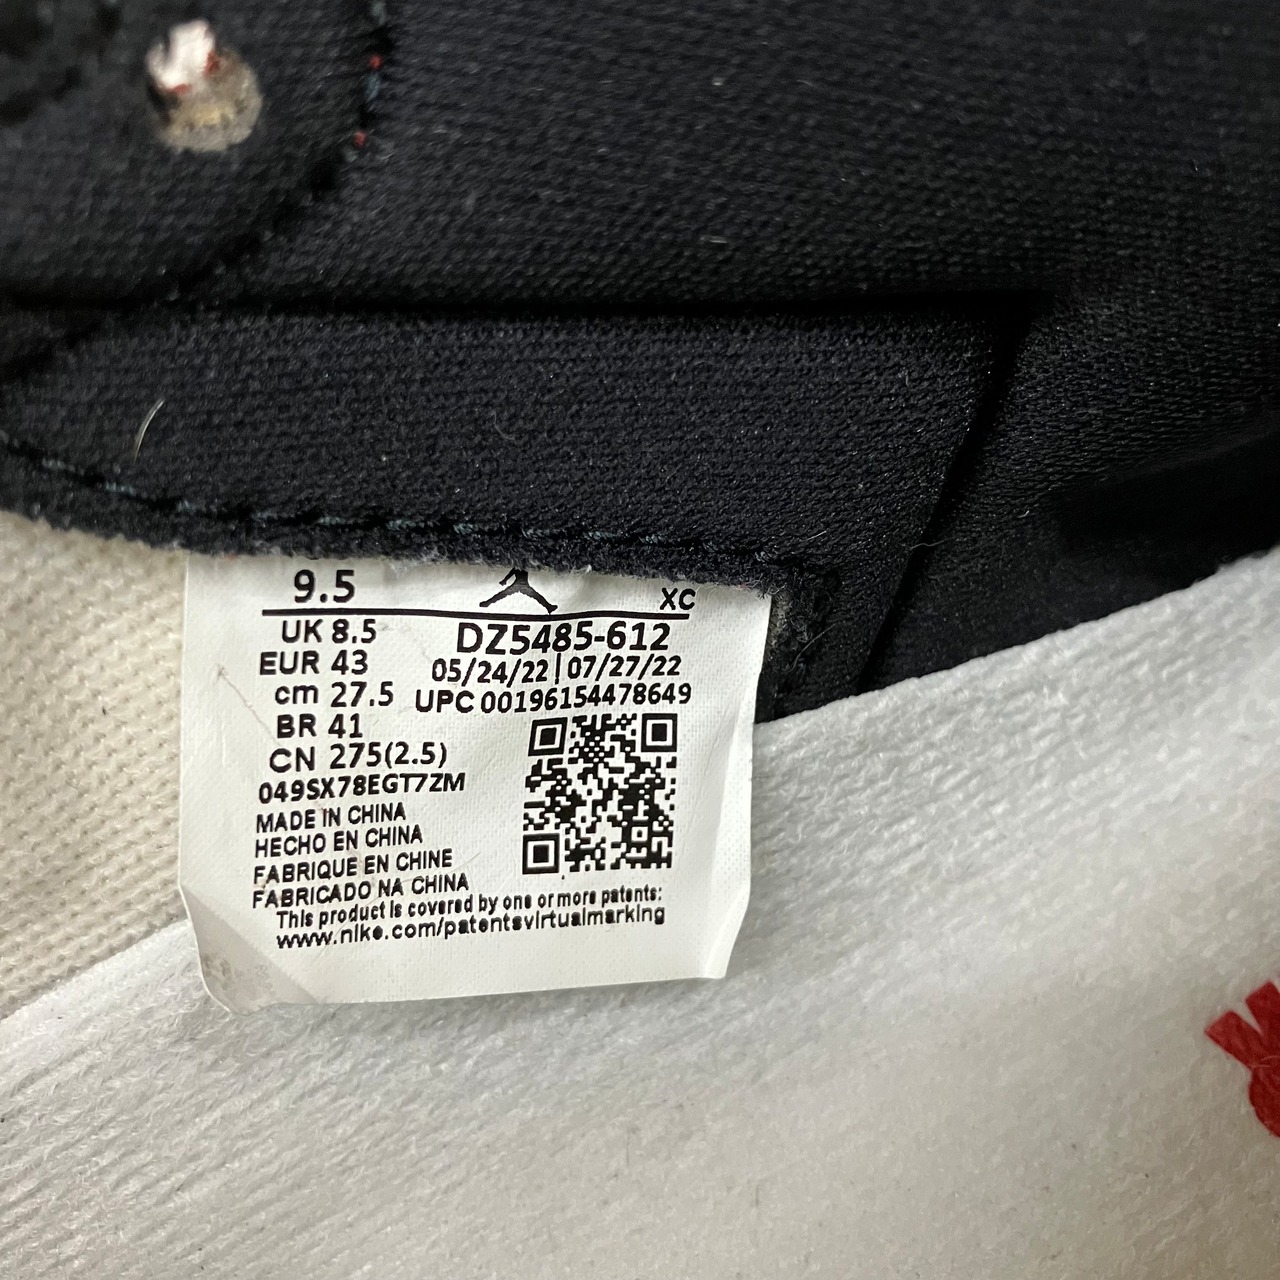 9.5
XC
UK 8.5
DZ5485-612
EUR 43
05/24/22|07/27/22
cm 27.5
UPC 00196154478649
BR 41
CN 275(2.5)
049SX78EGT7ZM
MADE IN CHINA
HECHO EN CHINA
FABRIQUE EN CHINE
FABRICADO NA CHINA
This product is covered by one or more patents:
www.nike.com/patentsvirtualmarking